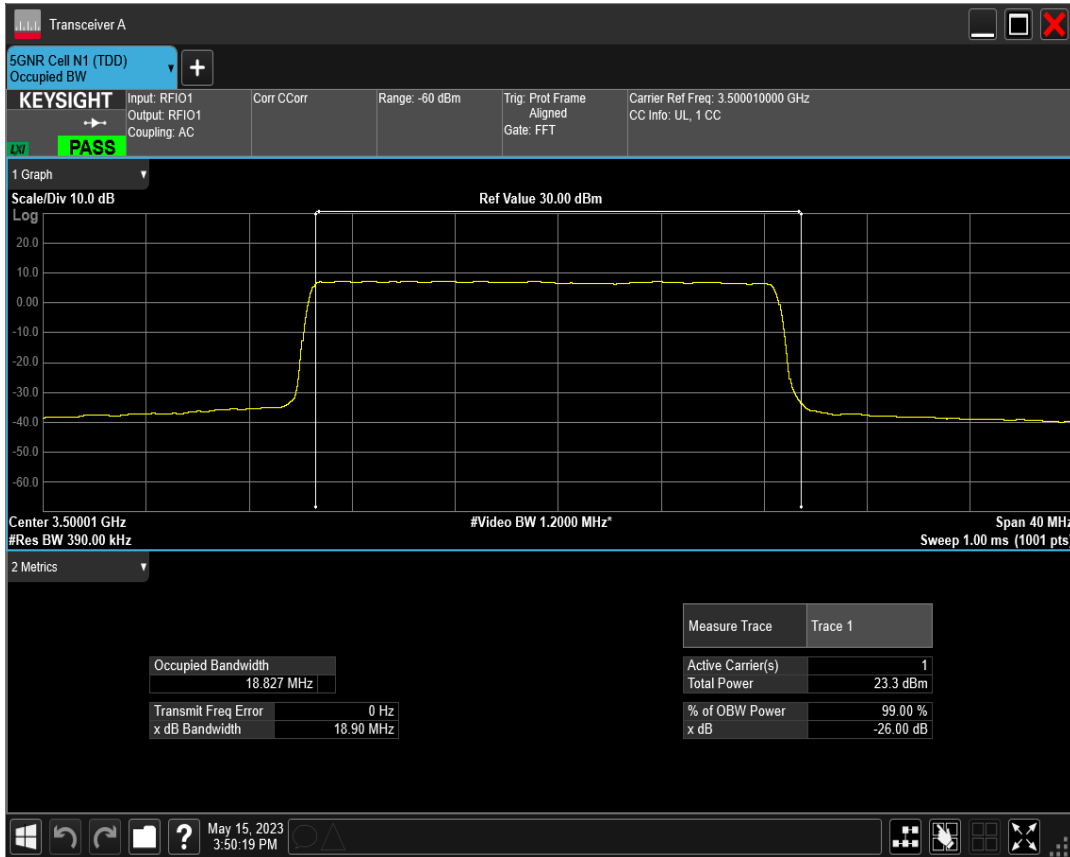 Transceiver A
5GNR Cell N1 (TDD)
Occupied BW
+
KEYSIGHT
LXI
PASS
Input: RFIO1
Output: RFIO1
Coupling: AC
Corr CCorr
Range: -60 dBm
Trig: Prot Frame
Aligned
Gate: FFT
Carrier Ref Freq: 3.500010000 GHz
CC Info: UL, 1 CC
1 Graph
Scale/Div 10.0 dB
Ref Value 30.00 dBm
Log
20.0
10.0
0.00
-10.0
-20.0
-30.0
-40.0
-50.0
-60.0
Center 3.50001 GHz
#Video BW 1.2000 MHz*
Span 40 MHz
#Res BW 390.00 kHz
Sweep 1.00 ms (1001 pts)
2 Metrics
Measure Trace Trace 1
Occupied Bandwidth
18.827 MHz
Active Carrier(s) 1
Total Power 23.3 dBm
Transmit Freq Error 0 Hz
x dB Bandwidth 18.90 MHz
% of OBW Power 99.00 %
x dB -26.00 dB
?
May 15, 2023
3:50:19 PM